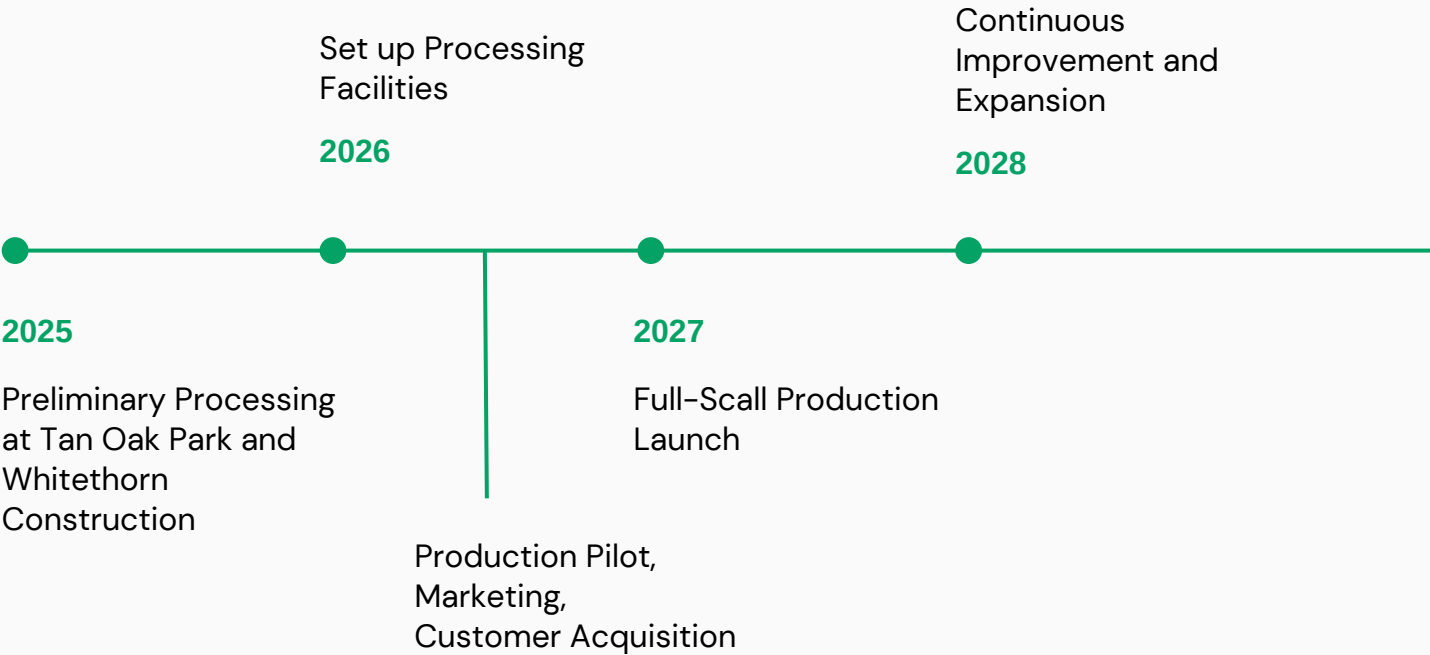 Set up Processing
Facilities
2026
Continuous
Improvement and
Expansion
2028
2025
Preliminary Processing
at Tan Oak Park and
Whitethorn
Construction
2027
Full-Scall Production
Launch
Production Pilot,
Marketing,
Customer Acquisition